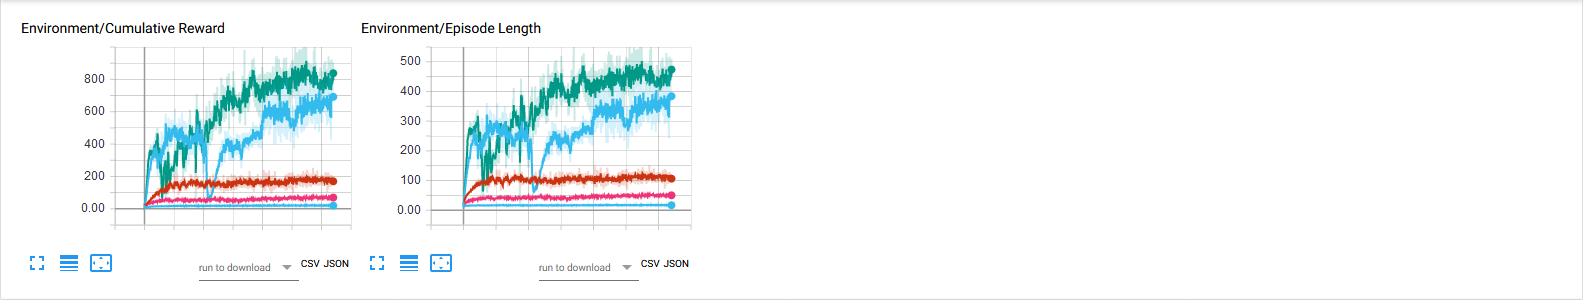 Environment/Cumulative Reward
800
600
400
200
0.00
run to download
CSV JSON
Environment/Episode Length
500
400
300
200
100
0.00
run to download
CSV JSON